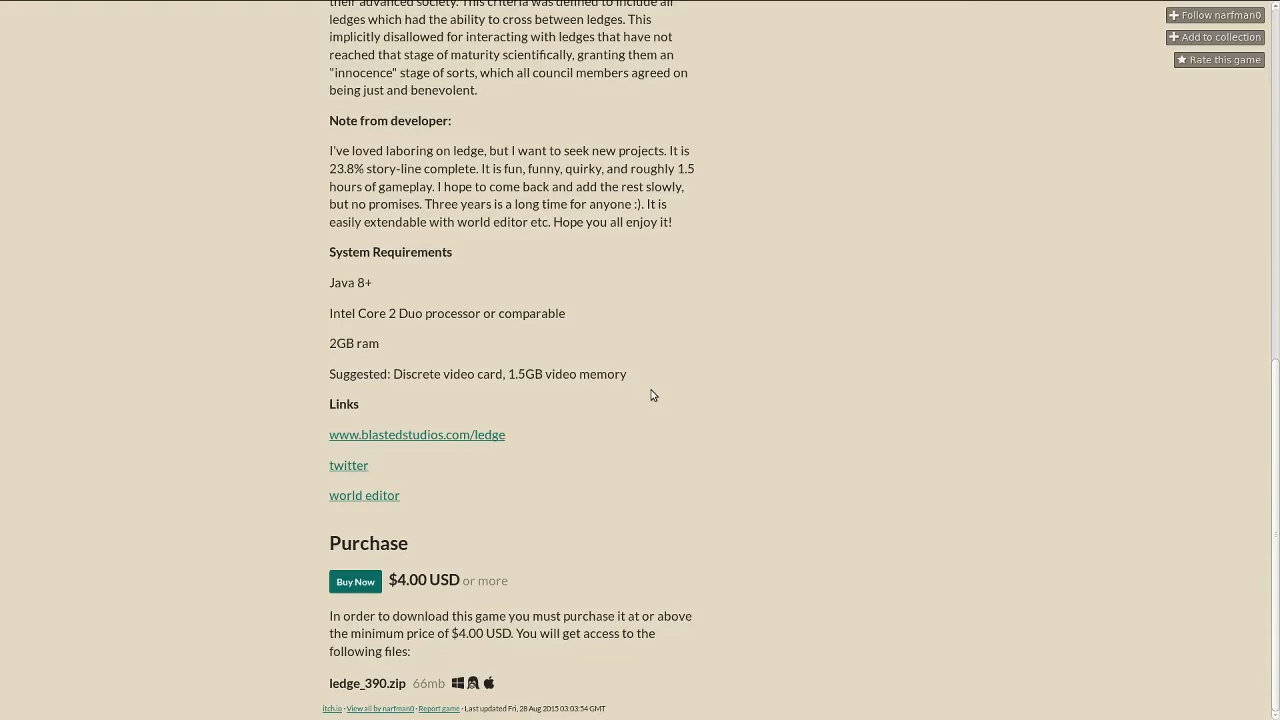 their advanced society. This criteria was defined to include all
ledges which had the ability to cross between ledges. This
implicitly disallowed for interacting with ledges that have not
reached that stage of maturity scientifically, granting them an
"innocence" stage of sorts, which all council members agreed on
being just and benevolent.
Note from developer:
I've loved laboring on ledge, but I want to seek new projects. It is
23.8% story-line complete. It is fun, funny, quirky, and roughly 1.5
hours of gameplay. I hope to come back and add the rest slowly,
but no promises. Three years is a long time for anyone :). It is
easily extendable with world editor etc. Hope you all enjoy it!
System Requirements
Java 8+
Intel Core 2 Duo processor or comparable
2GB ram
Suggested: Discrete video card, 1.5GB video memory
Links
www.blastedstudios.com/ledge
twitter
world editor
Purchase
Buy Now $4.00 USD or more
In order to download this game you must purchase it at or above
the minimum price of $4.00 USD. You will get access to the
following files:
ledge_390.zip 66mb
itch.io · View all by narfman0 · Report game · Last updated Fri, 28 Aug 2015 03:03:54 GMT
Follow narfman0
Add to collection
Rate this game